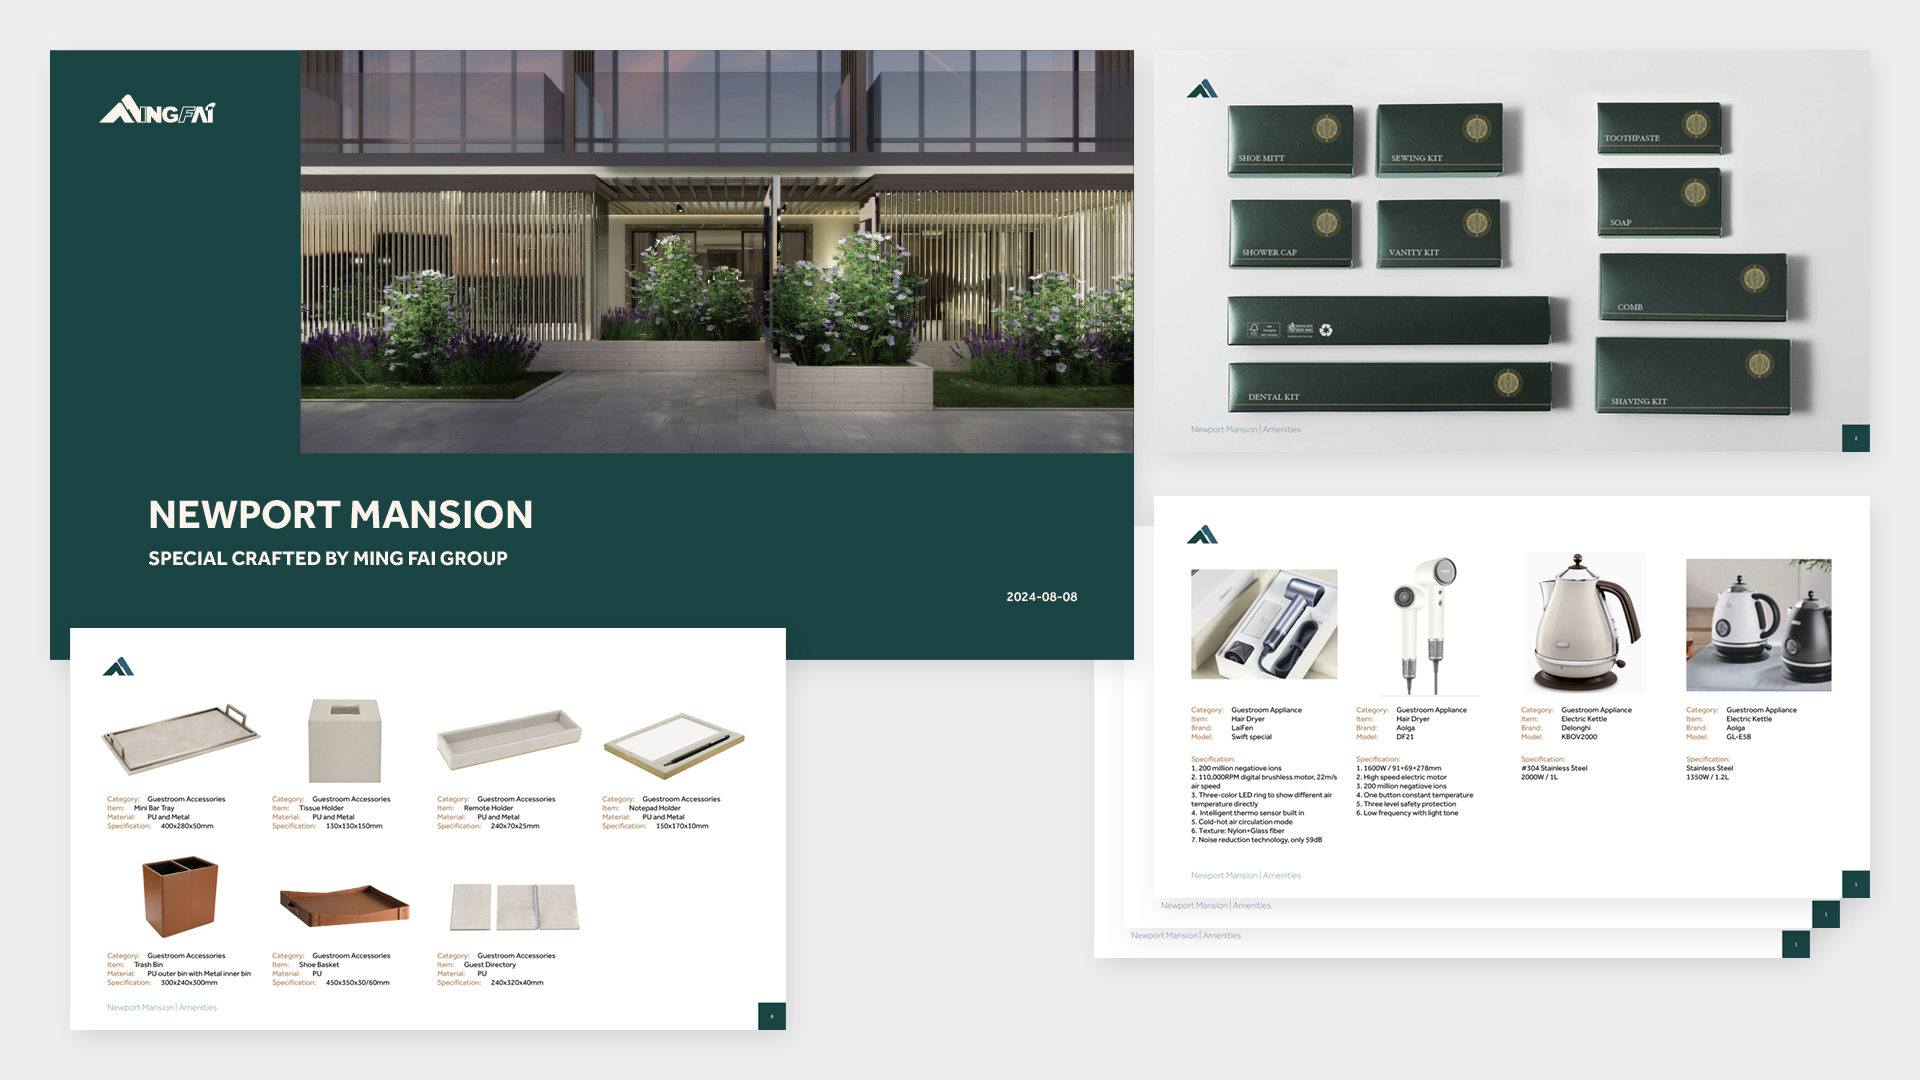 MINGFAI
NEWPORT MANSION
SPECIAL CRAFTED BY MING FAI GROUP
2024-08-08
SHOE MITT
SEWING KIT
TOOTHPASTE
SOAP
SHOWER CAP
VANITY KIT
COMB
DENTAL KIT
SHAVING KIT
Newport Mansion | Amenities
2
Category: Guestroom Accessories
Item: Mini Bar Tray
Material: PU and Metal
Specification: 400x280x50mm
Category: Guestroom Accessories
Item: Tissue Holder
Material: PU and Metal
Specification: 130x130x150mm
Category: Guestroom Accessories
Item: Remote Holder
Material: PU and Metal
Specification: 240x70x25mm
Category: Guestroom Accessories
Item: Notepad Holder
Material: PU and Metal
Specification: 150x170x10mm
Category: Guestroom Accessories
Item: Trash Bin
Material: PU outer bin with Metal inner bin
Specification: 300x240x300mm
Category: Guestroom Accessories
Item: Shoe Basket
Material: PU
Specification: 450x350x30/60mm
Category: Guestroom Accessories
Item: Guest Directory
Material: PU
Specification: 240x320x40mm
Newport Mansion | Amenities
6
Category: Guestroom Appliance
Item: Hair Dryer
Brand: LaiFen
Model: Swift special
Specification:
1. 200 million negatiove ions
2. 110,000RPM digital brushless motor, 22m/s
air speed
3. Three-color LED ring to show different air
temperature directly
4. Intelligent thermo sensor built in
5. Cold-hot air circulation mode
6. Texture: Nylon+Glass fiber
7. Noise reduction technology, only 59dB
Category: Guestroom Appliance
Item: Hair Dryer
Brand: Aolga
Model: DF21
Specification:
1. 1600W / 91×69×278mm
2. High speed electric motor
3. 200 million negatiove ions
4. One button constant temperature
5. Three level safety protection
6. Low frequency with light tone
Category: Guestroom Appliance
Item: Electric Kettle
Brand: Delonghi
Model: KBOV2000
Specification:
#304 Stainless Steel
2000W / 1L
Category: Guestroom Appliance
Item: Electric Kettle
Brand: Aolga
Model: GL-E5B
Specification:
Stainless Steel
1350W / 1.2L
Newport Mansion | Amenities
1
Newport Mansion | Amenities
1
Newport Mansion | Amenities
1